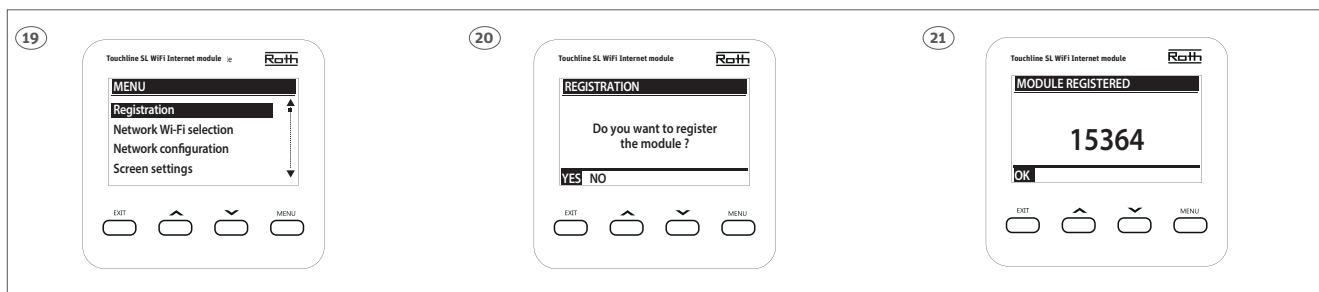 19
Touchline SL WiFi Internet module le
Roth
MENU
Registration
Network Wi-Fi selection
Network configuration
Screen settings
EXIT
MENU
20
Touchline SL WiFi Internet module
Roth
REGISTRATION
Do you want to register
the module ?
YES NO
EXIT
MENU
21
Touchline SL WiFi Internet module
Roth
MODULE REGISTERED
15364
OK
EXIT
MENU